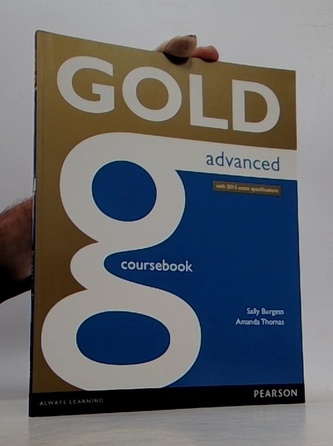 GOLD
advanced
with 2015 exam specifications
g
coursebook
Sally Burgess
Amanda Thomas
ALWAYS LEARNING
PEARSON